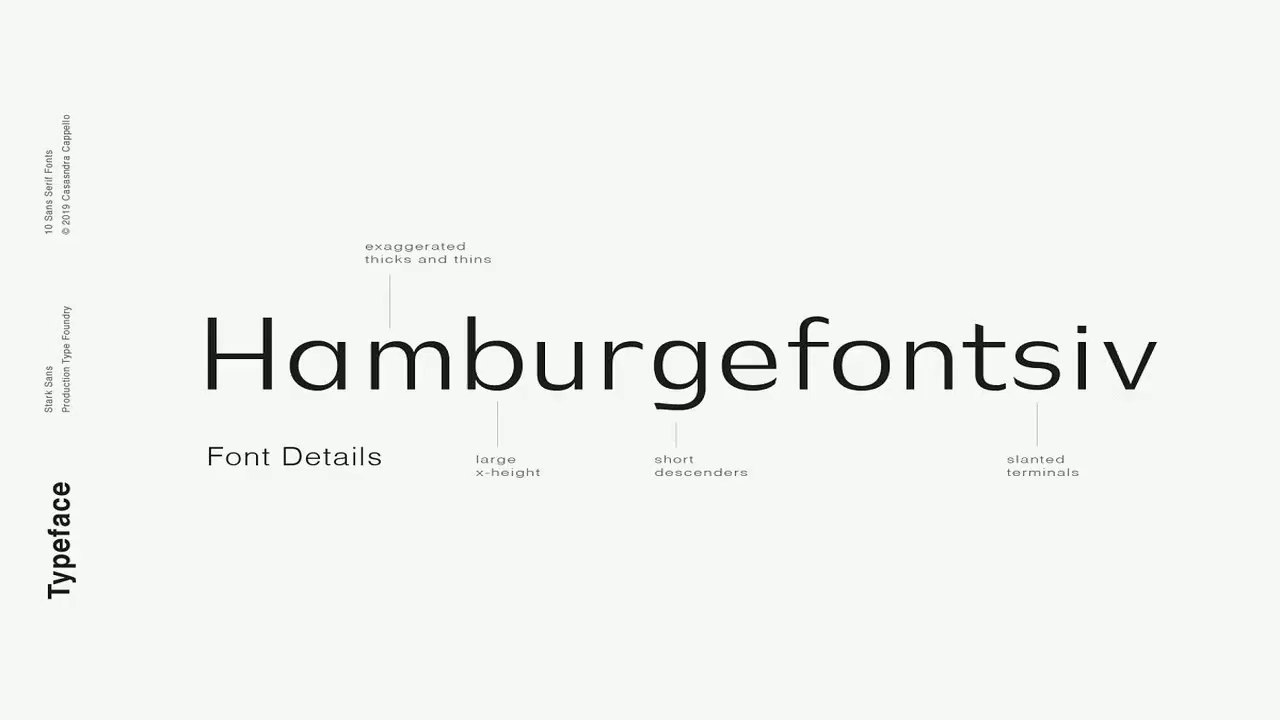 10 Sans Serif Fonts
© 2019 Casasndra Cappello
Stark Sans
Production Type Foundry
Typeface
exaggerated
thicks and thins
Hamburgefontsiv
Font Details
large
x-height
short
descenders
slanted
terminals